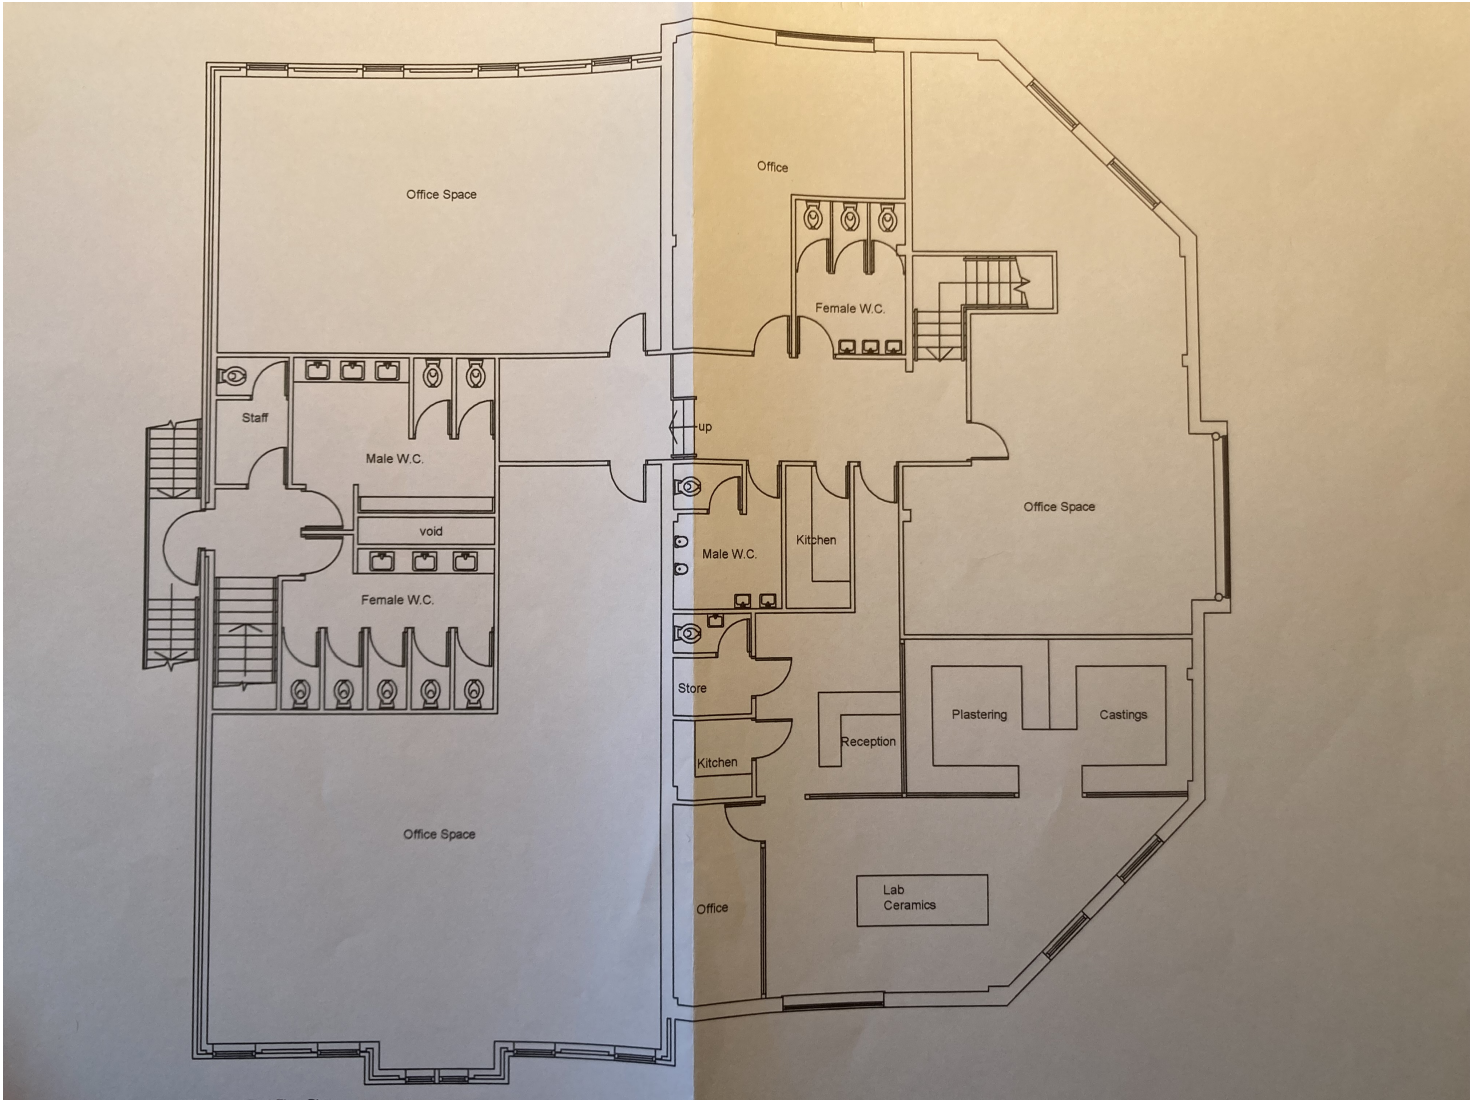 Office Space
Office
Female W.C.
Staff
Male W.C.
up
void
Female W.C.
Male W.C.
Kitchen
Office Space
Store
Kitchen
Reception
Plastering
Castings
Office Space
Office
Lab
Ceramics